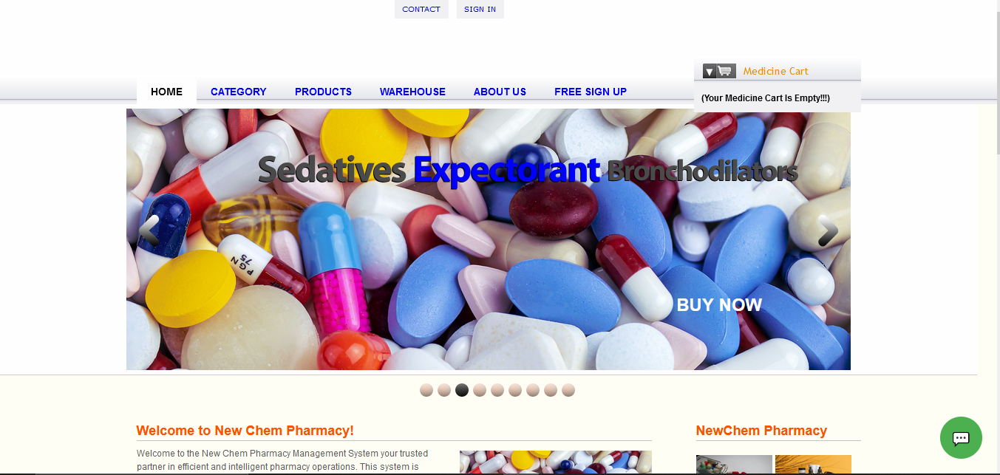 CONTACT SIGN IN
Medicine Cart
HOME CATEGORY PRODUCTS WAREHOUSE ABOUT US FREE SIGN UP
(Your Medicine Cart Is Empty!!!)
Sedatives Expectorant Bronchodilators
PGN
75
BUY NOW
Welcome to New Chem Pharmacy!
NewChem Pharmacy
Welcome to the New Chem Pharmacy Management System your trusted
partner in efficient and intelligent pharmacy operations. This system is